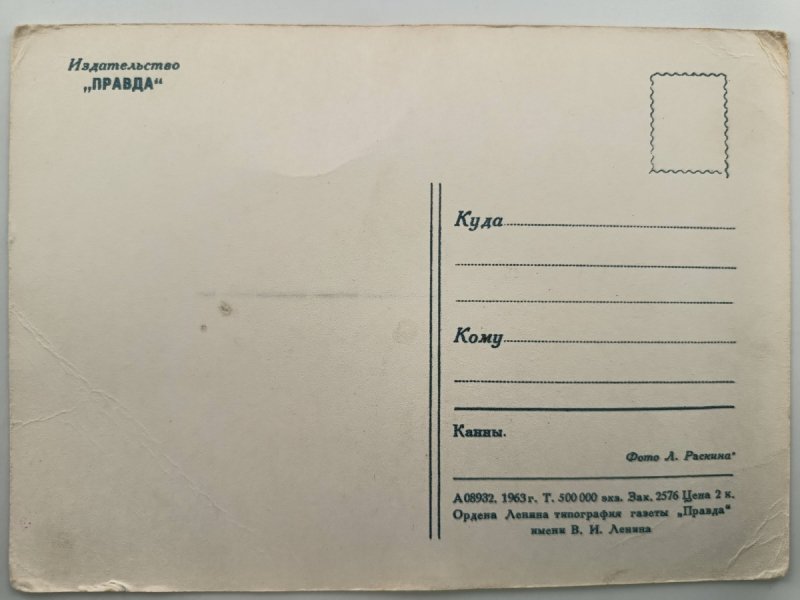 Издательство
„ПРАВДА“
Куда
Кому
Канны.
Фото Л. Раскина
А 08932. 1963 г. Т. 500 000 экз. Зак. 2576 Цена 2 к.
Ордена Ленина типография газеты „Правда“
имени В. И. Ленина